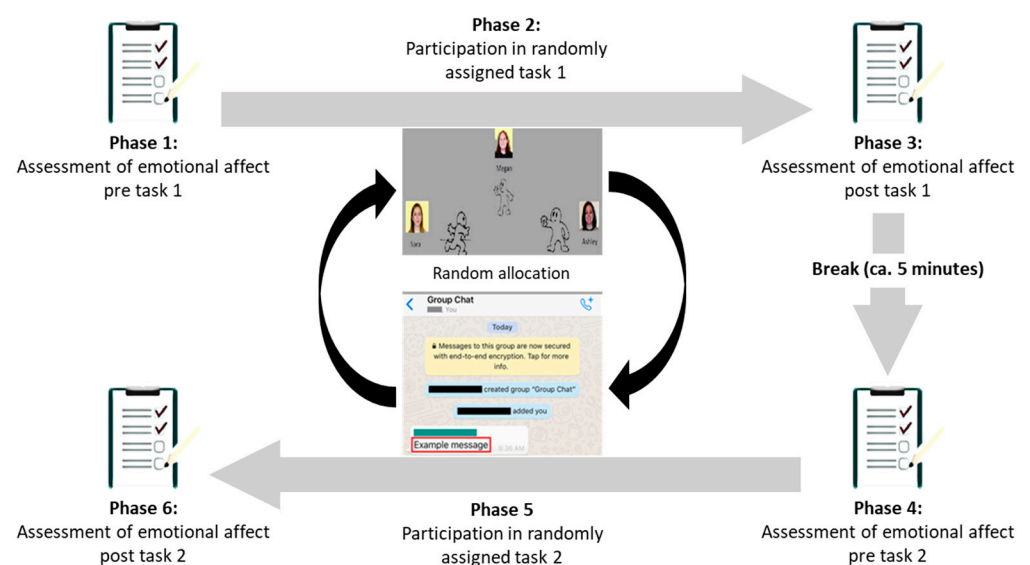 Phase 1:
Assessment of emotional affect
pre task 1
Phase 2:
Participation in randomly
assigned task 1
Phase 3:
Assessment of emotional affect
post task 1
Megan
Sara
Ashley
Random allocation
Break (ca. 5 minutes)
Group Chat
, You
Today
Messages to this group are now secured
with end-to-end encryption. Tap for more
info.
created group "Group Chat"
added you
Example message
9:36 AM
Phase 4:
Assessment of emotional affect
pre task 2
Phase 5
Participation in randomly
assigned task 2
Phase 6:
Assessment of emotional affect
post task 2